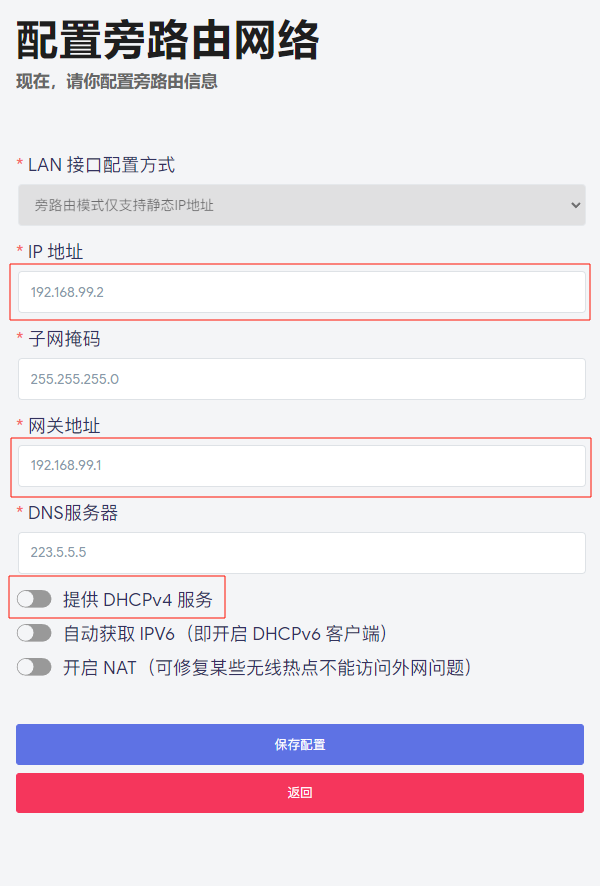 配置旁路由网络
现在，请你配置旁路由信息
* LAN 接口配置方式
旁路由模式仅支持静态IP地址
* IP 地址
192.168.99.2
* 子网掩码
255.255.255.0
* 网关地址
192.168.99.1
* DNS服务器
223.5.5.5
提供 DHCPv4 服务
自动获取 IPV6（即开启 DHCPv6 客户端）
开启 NAT（可修复某些无线热点不能访问外网问题）
保存配置
返回